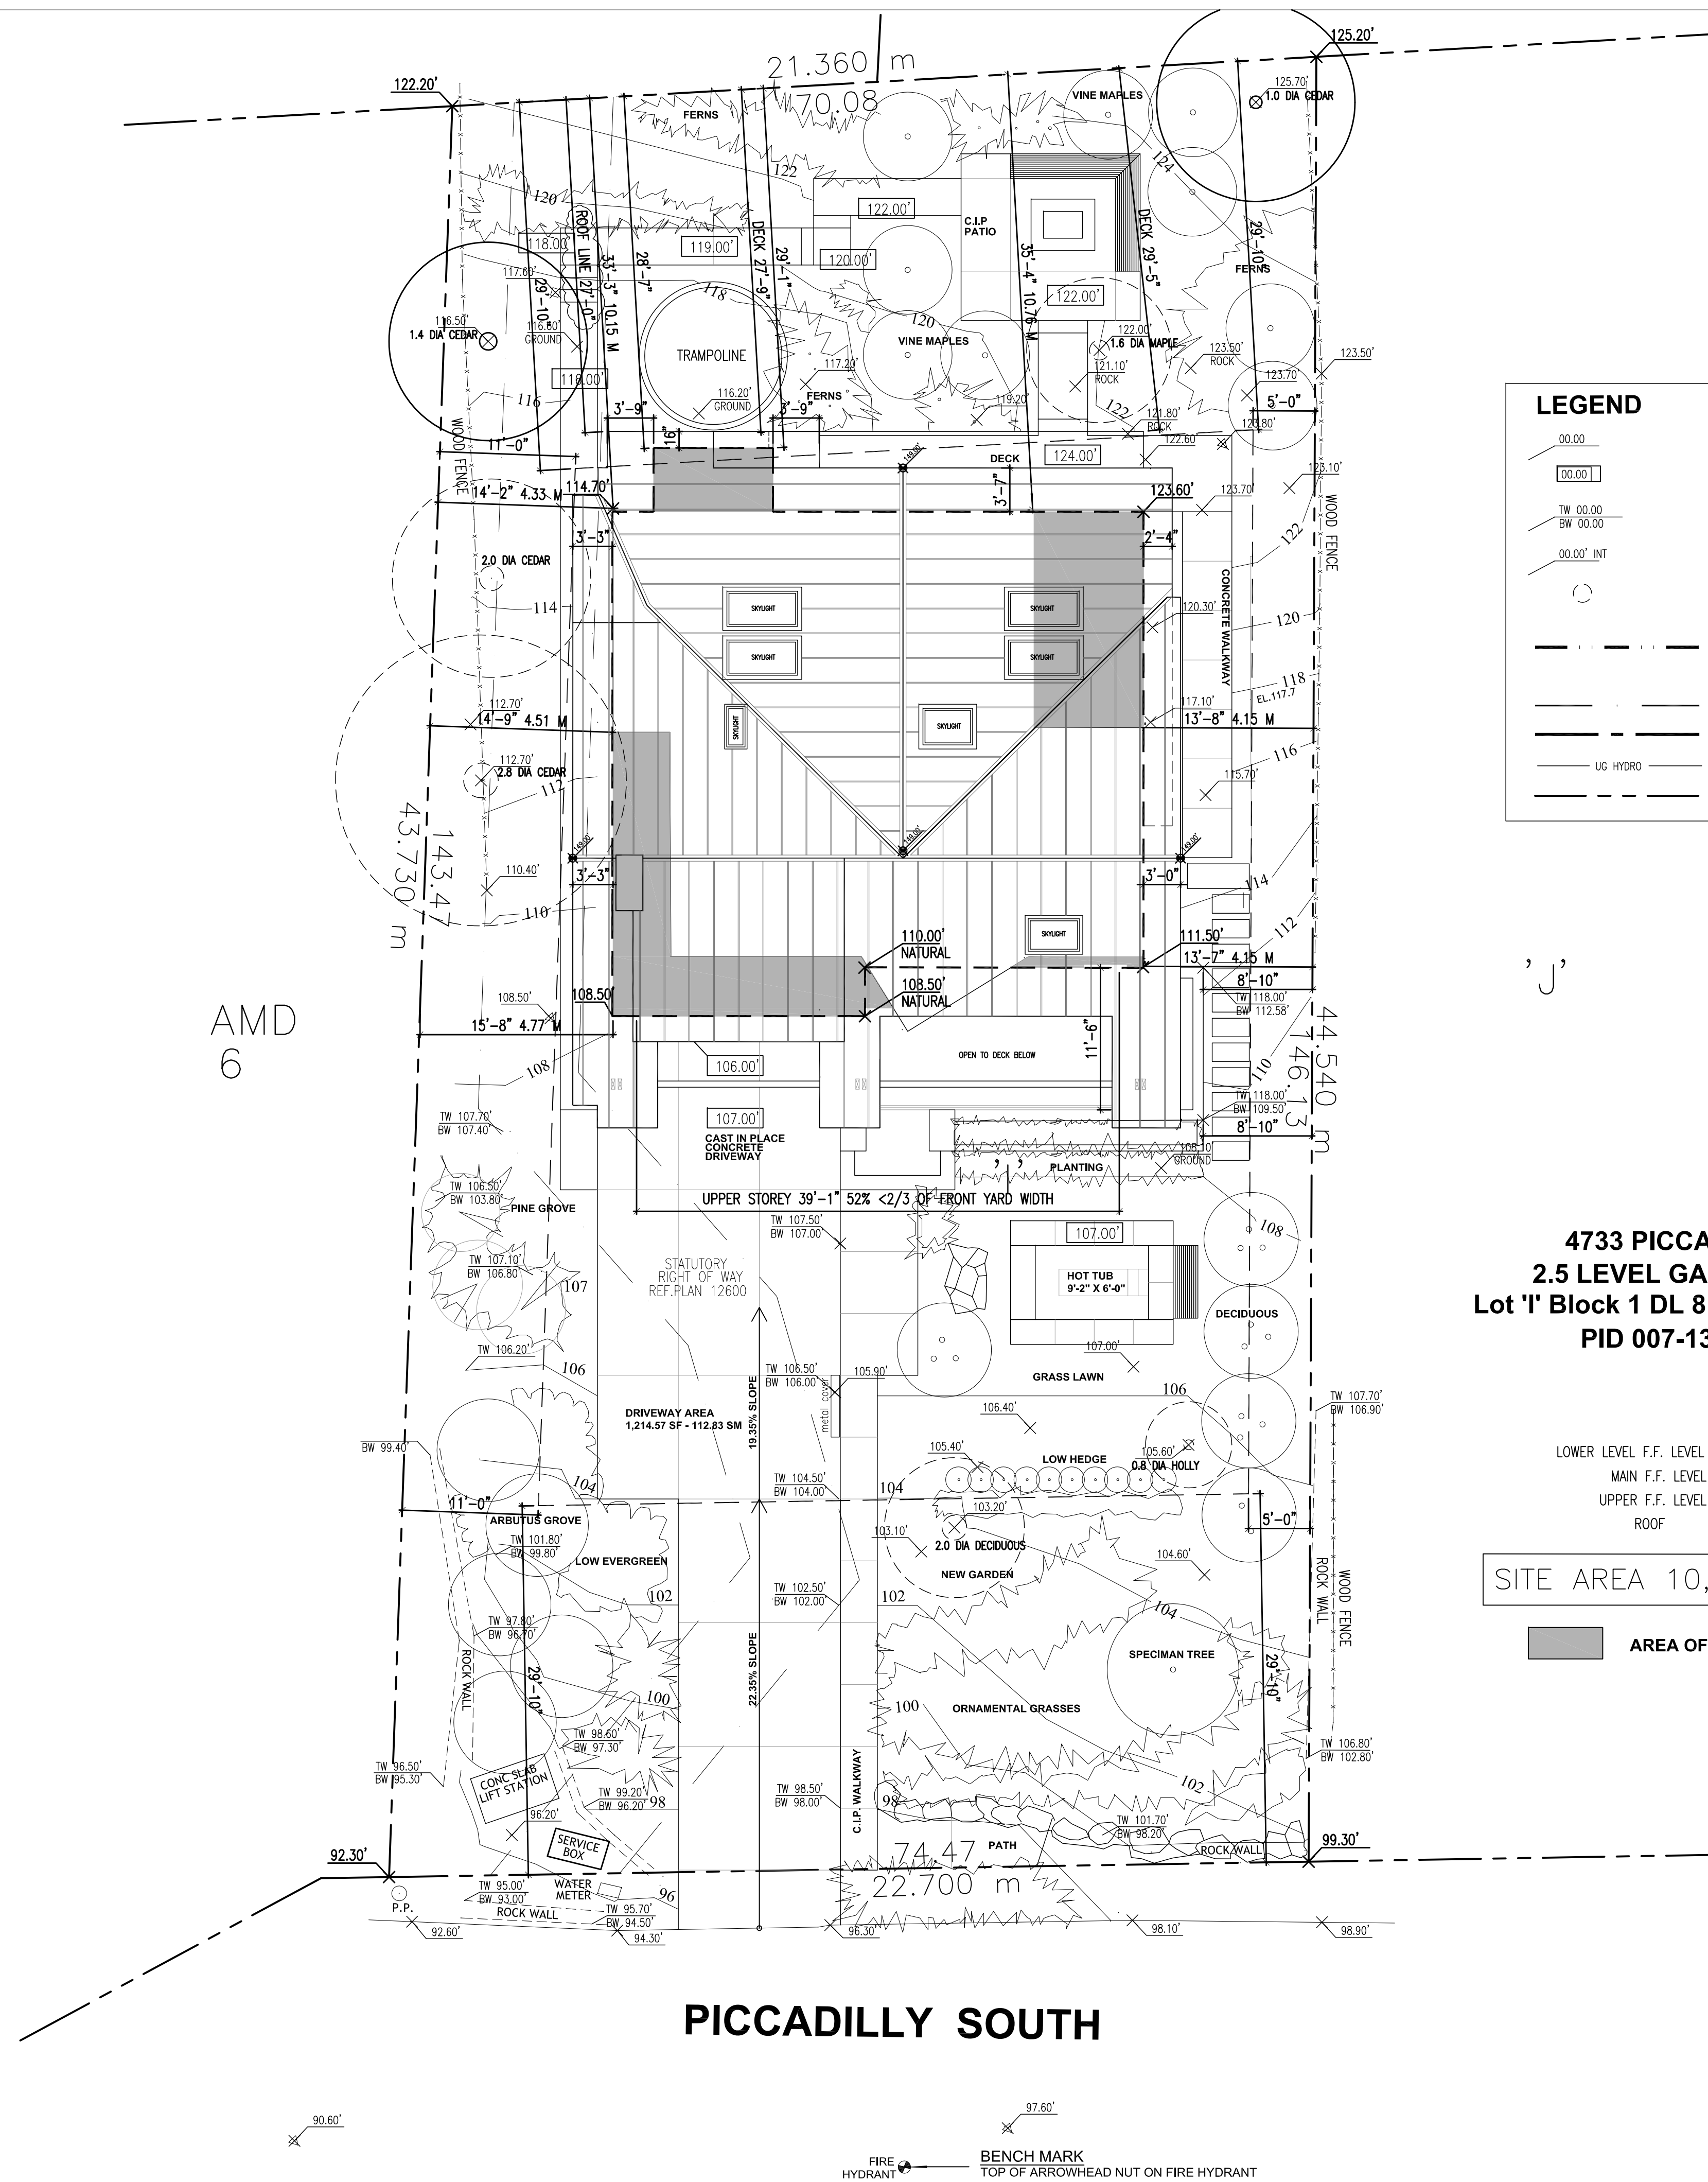 125.20'
21.360 m
122.20'
70.08
FERNS
VINE MAPLES
125.70'
1.0 DIA CEDAR
124
122
120
122.00'
C.I.P
PATIO
118.00'
119.00'
120.00'
ROOF LINE 27'-0"
33'-3" 10.15 M
28'-7"
DECK 27'-9"
29'-1"
35'-4" 10.76 M
DECK 29'-5"
29'-10"
FERNS
117.60'
29'-10"
118
122.00'
116.50'
1.4 DIA CEDAR
116.60'
GROUND
TRAMPOLINE
120
VINE MAPLES
122.00'
1.6 DIA MAPLE
123.50'
ROCK
123.50'
117.20'
121.10'
ROCK
123.70'
116.00'
116
116.20'
GROUND
FERNS
119.20'
122
121.80'
ROCK
123.80'
5'-0"
3'-9"
3'-9"
19"
122.60'
WOOD FENCE
11'-0"
DECK
124.00'
149.00'
123.10'
14'-2" 4.33 M
114.70'
3'-7"
123.60'
123.70'
WOOD FENCE
3'-3"
2'-4"
122
2.0 DIA CEDAR
CONCRETE WALKWAY
114
SKYLIGHT
SKYLIGHT
120.30'
120
SKYLIGHT
SKYLIGHT
118
EL.117.7
112.70'
14'-9" 4.51 M
SKYLIGHT
SKYLIGHT
117.10'
13'-8" 4.15 M
116
112.70'
2.8 DIA CEDAR
112
115.70'
143.47
43.730 m
149.00'
149.00'
149.00'
110.40'
3'-3"
3'-0"
114
110
SKYLIGHT
112
110.00'
NATURAL
111.50'
13'-7" 4.15 M
8'-10"
108.50'
108.50'
108.50'
NATURAL
TW 118.00'
BW 112.58'
AMD
6
15'-8" 4.77 M
11'-6"
OPEN TO DECK BELOW
44.540 m
146.13
108
106.00'
110
TW 107.70'
BW 107.40'
107.00'
TW 118.00'
BW 109.50'
8'-10"
CAST IN PLACE
CONCRETE
DRIVEWAY
108.10'
GROUND
PLANTING
TW 106.50'
BW 103.80'
PINE GROVE
UPPER STOREY 39'-1" 52% <2/3 OF FRONT YARD WIDTH
TW 107.50'
BW 107.00'
107.00'
108
TW 107.10'
BW 106.80'
107
STATUTORY
RIGHT OF WAY
REF.PLAN 12600
HOT TUB
9'-2" X 6'-0"
DECIDUOUS
TW 106.20'
106
107.00'
TW 106.50'
BW 106.00'
105.90'
metal cover
GRASS LAWN
106
TW 107.70'
BW 106.90'
19.35% SLOPE
DRIVEWAY AREA
1,214.57 SF - 112.83 SM
106.40'
BW 99.40'
105.40'
LOW HEDGE
105.60'
0.8 DIA HOLLY
104
TW 104.50'
BW 104.00'
104
11'-0"
ARBUTUS GROVE
103.20'
5'-0"
TW 101.80'
BW 99.80'
LOW EVERGREEN
103.10'
2.0 DIA DECIDUOUS
104.60'
NEW GARDEN
ROCK WALL
WOOD FENCE
102
TW 102.50'
BW 102.00'
102
104
TW 97.80'
BW 96.70'
ROCK WALL
29'-10"
22.35% SLOPE
SPECIMAN TREE
29'-10"
100
100
ORNAMENTAL GRASSES
TW 98.60'
BW 97.30'
TW 106.80'
BW 102.80'
TW 96.50'
BW 95.30'
CONC SLAB
LIFT STATION
TW 99.20'
BW 96.20'
98
TW 98.50'
BW 98.00'
C.I.P. WALKWAY
98
102
96.20'
TW 101.70'
BW 98.20'
SERVICE
BOX
92.30'
74.47
PATH
ROCK WALL
99.30'
22.700 m
WATER
METER
96
P.P.
TW 95.00'
BW 93.00'
ROCK WALL
TW 95.70'
BW 94.50'
92.60'
94.30'
96.30'
98.10'
98.90'
PICCADILLY SOUTH
90.60'
97.60'
FIRE
HYDRANT
BENCH MARK
TOP OF ARROWHEAD NUT ON FIRE HYDRANT
LEGEND
00.00
00.00
TW 00.00
BW 00.00
00.00' INT
UG HYDRO
'J'
4733 PICCA
2.5 LEVEL GA
Lot 'I' Block 1 DL 8
PID 007-13
LOWER LEVEL F.F. LEVEL
MAIN F.F. LEVEL
UPPER F.F. LEVEL
ROOF
SITE AREA 10,
AREA OF